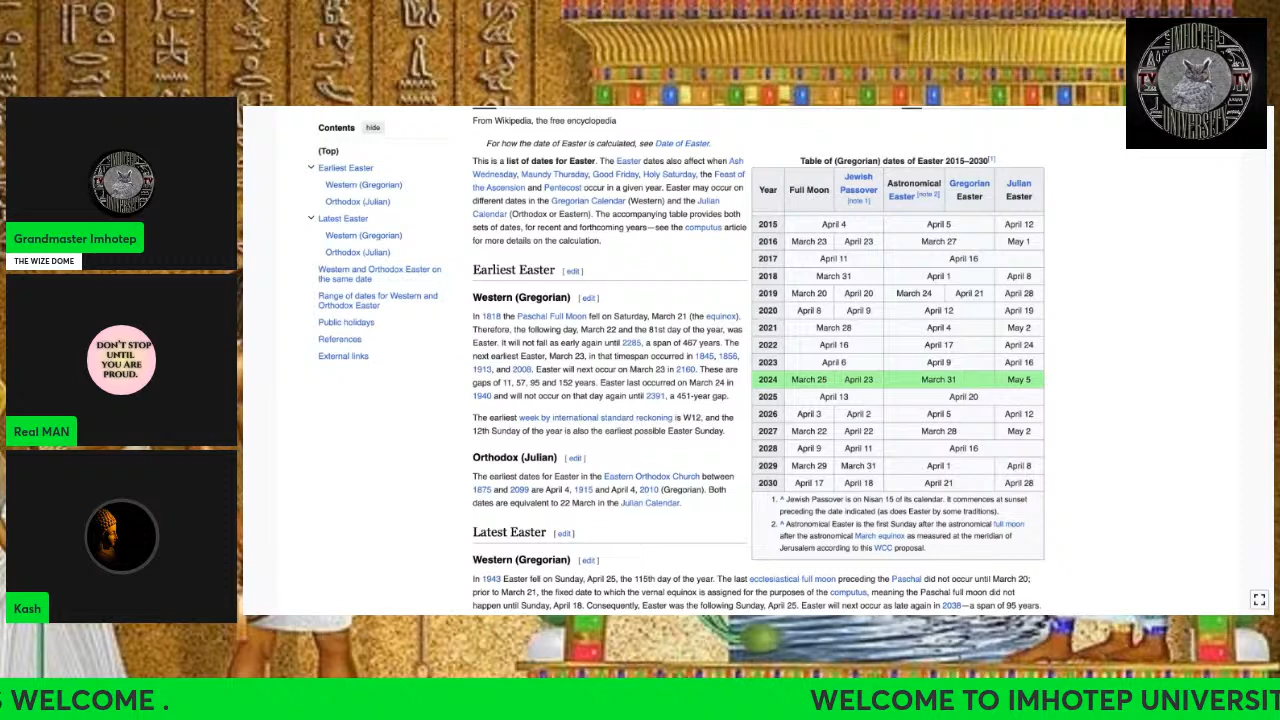 IMHOTEP
TV TV
UNIVERSITY
Grandmaster Imhotep
THE WIZE DOME
DON'T STOP
UNTIL
YOU ARE
PROUD.
Real MAN
Kash
Contents hide
(Top)
Earliest Easter
Western (Gregorian)
Orthodox (Julian)
Latest Easter
Western (Gregorian)
Orthodox (Julian)
Western and Orthodox Easter on
the same date
Range of dates for Western and
Orthodox Easter
Public holidays
References
External links
From Wikipedia, the free encyclopedia
For how the date of Easter is calculated, see Date of Easter.
This is a list of dates for Easter. The Easter dates also affect when Ash
Wednesday, Maundy Thursday, Good Friday, Holy Saturday, the Feast of
the Ascension and Pentecost occur in a given year. Easter may occur on
different dates in the Gregorian Calendar (Western) and the Julian
Calendar (Orthodox or Eastern). The accompanying table provides both
sets of dates, for recent and forthcoming years—see the computus article
for more details on the calculation.
Earliest Easter [ edit ]
Western (Gregorian) [ edit ]
In 1818 the Paschal Full Moon fell on Saturday, March 21 (the equinox).
Therefore, the following day, March 22 and the 81st day of the year, was
Easter. It will not fall as early again until 2285, a span of 467 years. The
next earliest Easter, March 23, in that timespan occurred in 1845, 1856,
1913, and 2008. Easter will next occur on March 23 in 2160. These are
gaps of 11, 57, 95 and 152 years. Easter last occurred on March 24 in
1940 and will not occur on that day again until 2391, a 451-year gap.
The earliest week by international standard reckoning is W12, and the
12th Sunday of the year is also the earliest possible Easter Sunday.
Orthodox (Julian) [ edit ]
The earliest dates for Easter in the Eastern Orthodox Church between
1875 and 2099 are April 4, 1915 and April 4, 2010 (Gregorian). Both
dates are equivalent to 22 March in the Julian Calendar.
Latest Easter [ edit ]
Western (Gregorian) [ edit ]
In 1943 Easter fell on Sunday, April 25, the 115th day of the year. The last ecclesiastical full moon preceding the Paschal did not occur until March 20;
prior to March 21, the fixed date to which the vernal equinox is assigned for the purposes of the computus, meaning the Paschal full moon did not
happen until Sunday, April 18. Consequently, Easter was the following Sunday, April 25. Easter will next occur as late again in 2038—a span of 95 years.
Table of (Gregorian) dates of Easter 2015–2030[1]
Year Full Moon Jewish Passover [note 1] Astronomical Easter [note 2] Gregorian Easter Julian Easter
2015 April 4 April 5 April 12
2016 March 23 April 23 March 27 May 1
2017 April 11 April 16
2018 March 31 April 1 April 8
2019 March 20 April 20 March 24 April 21 April 28
2020 April 8 April 9 April 12 April 19
2021 March 28 April 4 May 2
2022 April 16 April 17 April 24
2023 April 6 April 9 April 16
2024 March 25 April 23 March 31 May 5
2025 April 13 April 20
2026 April 3 April 2 April 5 April 12
2027 March 22 April 22 March 28 May 2
2028 April 9 April 11 April 16
2029 March 29 March 31 April 1 April 8
2030 April 17 April 18 April 21 April 28
1. ^ Jewish Passover is on Nisan 15 of its calendar. It commences at sunset
preceding the date indicated (as does Easter by some traditions).
2. ^ Astronomical Easter is the first Sunday after the astronomical full moon
after the astronomical March equinox as measured at the meridian of
Jerusalem according to this WCC proposal.
S WELCOME . WELCOME TO IMHOTEP UNIVERSIT